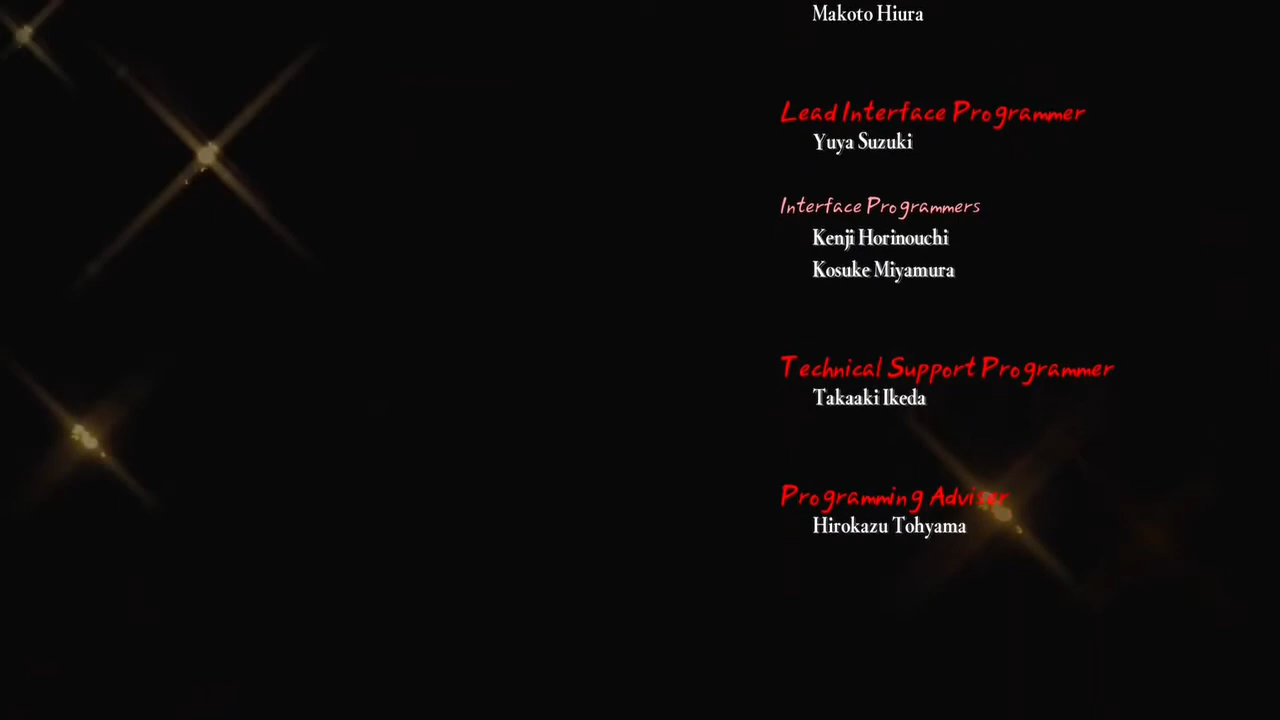 Makoto Hiura
Lead Interface Programmer
Yuya Suzuki
Interface Programmers
Kenji Horinouchi
Kosuke Miyamura
Technical Support Programmer
Takaaki Ikeda
Programming Adviser
Hirokazu Tohyama